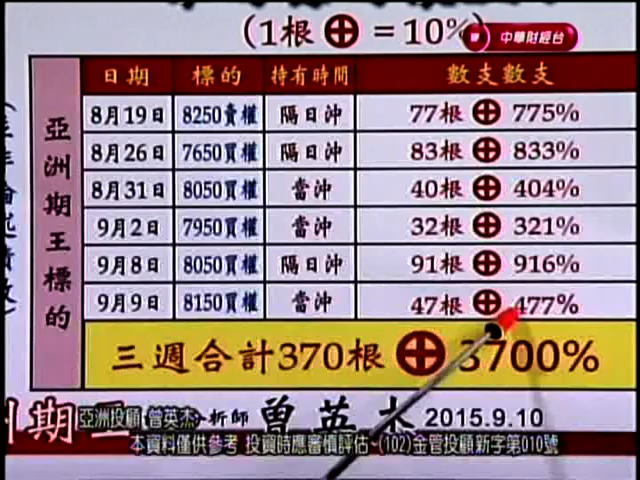 (1根⊕=10%)
中華財經台
日期 標的 持有時間 數支數支
亞洲期王標的
8月19日 8250賣權 隔日沖 77根⊕775%
8月26日 7650買權 隔日沖 83根⊕833%
8月31日 8050買權 當沖 40根⊕404%
9月2日 7950買權 當沖 32根⊕321%
9月8日 8050買權 隔日沖 91根⊕916%
9月9日 8150買權 當沖 47根⊕477%
三週合計370根⊕3700%
州期王 分析師 曾英杰 2015.9.10
亞洲投顧 曾英杰
本資料僅供參考 投資時應審慎評估-(102)金管投顧新字第010號